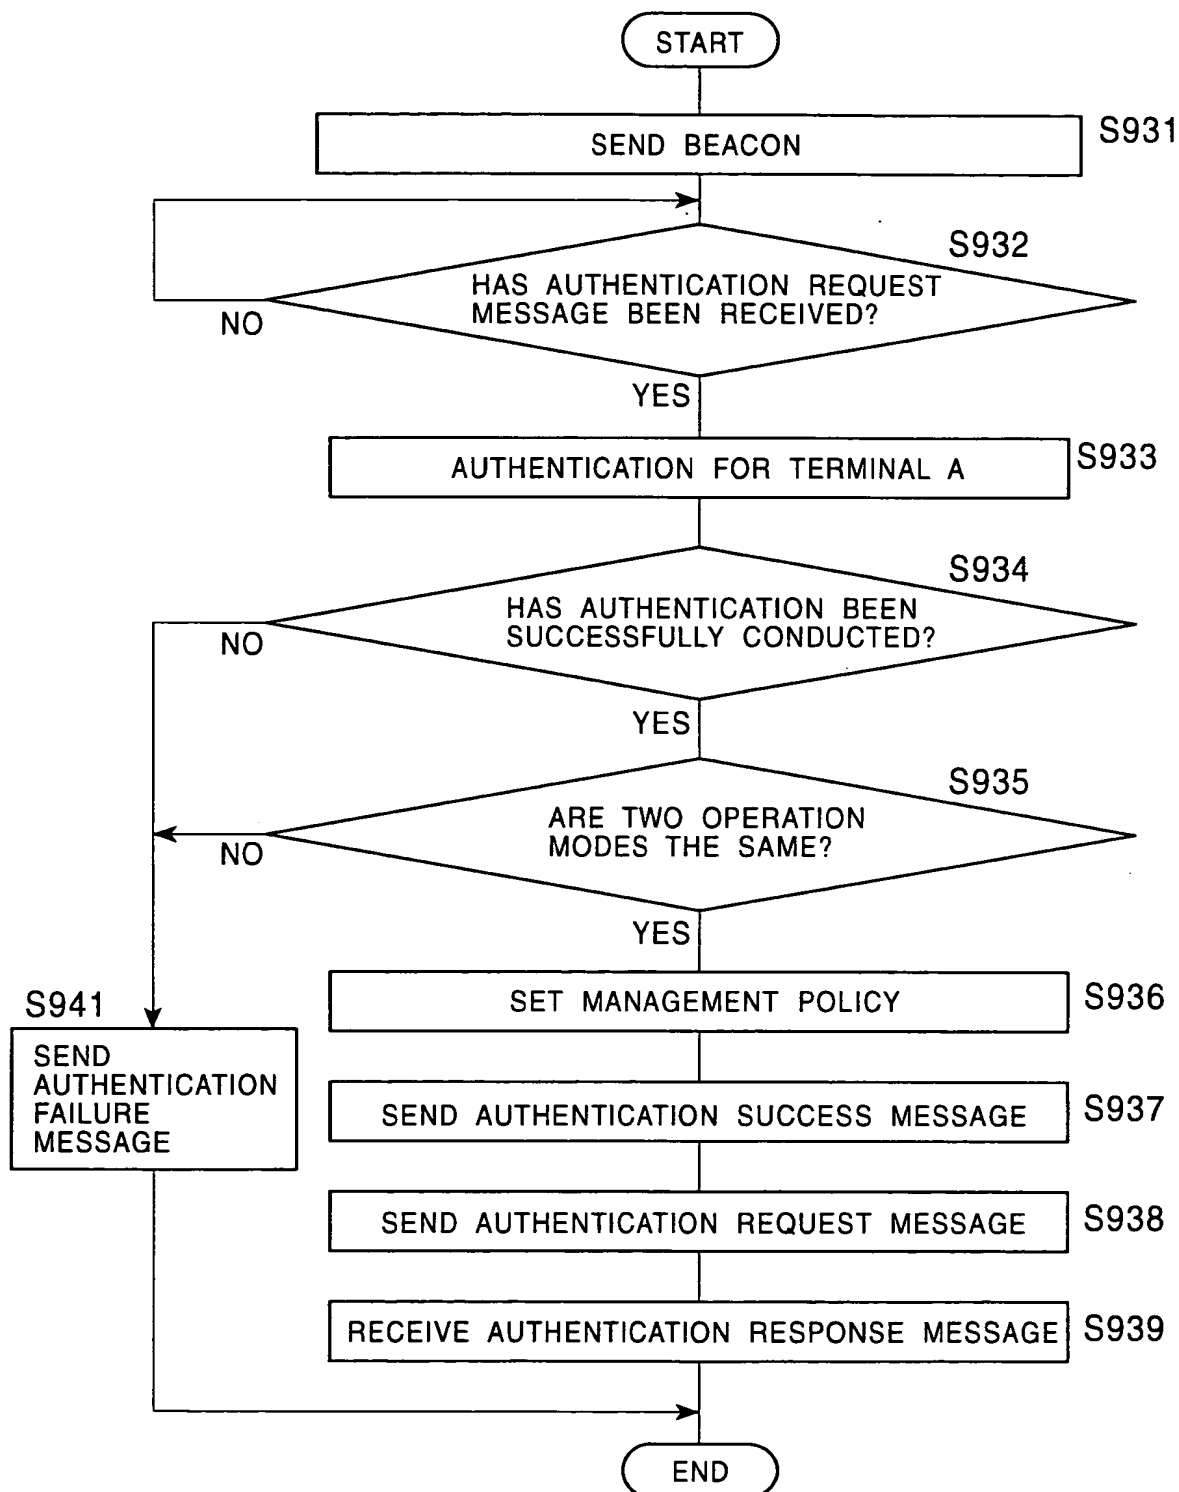 START
SEND BEACON
S931
S932
HAS AUTHENTICATION REQUEST
MESSAGE BEEN RECEIVED?
NO
YES
AUTHENTICATION FOR TERMINAL A
S933
S934
HAS AUTHENTICATION BEEN
SUCCESSFULLY CONDUCTED?
NO
YES
S935
ARE TWO OPERATION
MODES THE SAME?
NO
YES
S941
SEND
AUTHENTICATION
FAILURE
MESSAGE
SET MANAGEMENT POLICY
S936
SEND AUTHENTICATION SUCCESS MESSAGE
S937
SEND AUTHENTICATION REQUEST MESSAGE
S938
RECEIVE AUTHENTICATION RESPONSE MESSAGE
S939
END